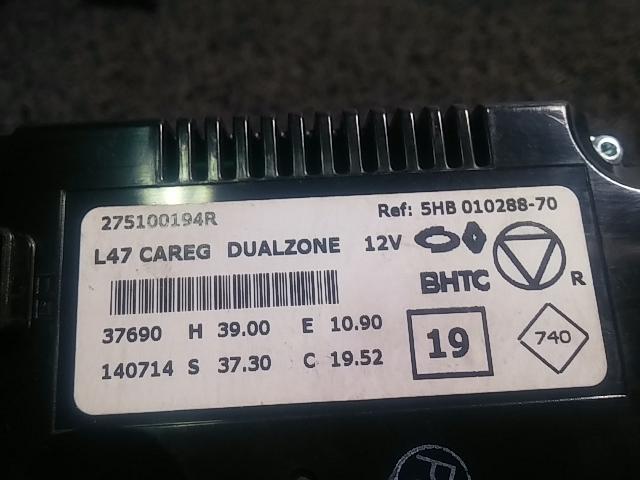 275100194R Ref: 5HB 010288-70
L47 CAREG DUALZONE 12V
BHTC R
37690 H 39.00 E 10.90
140714 S 37.30 C 19.52
19
740